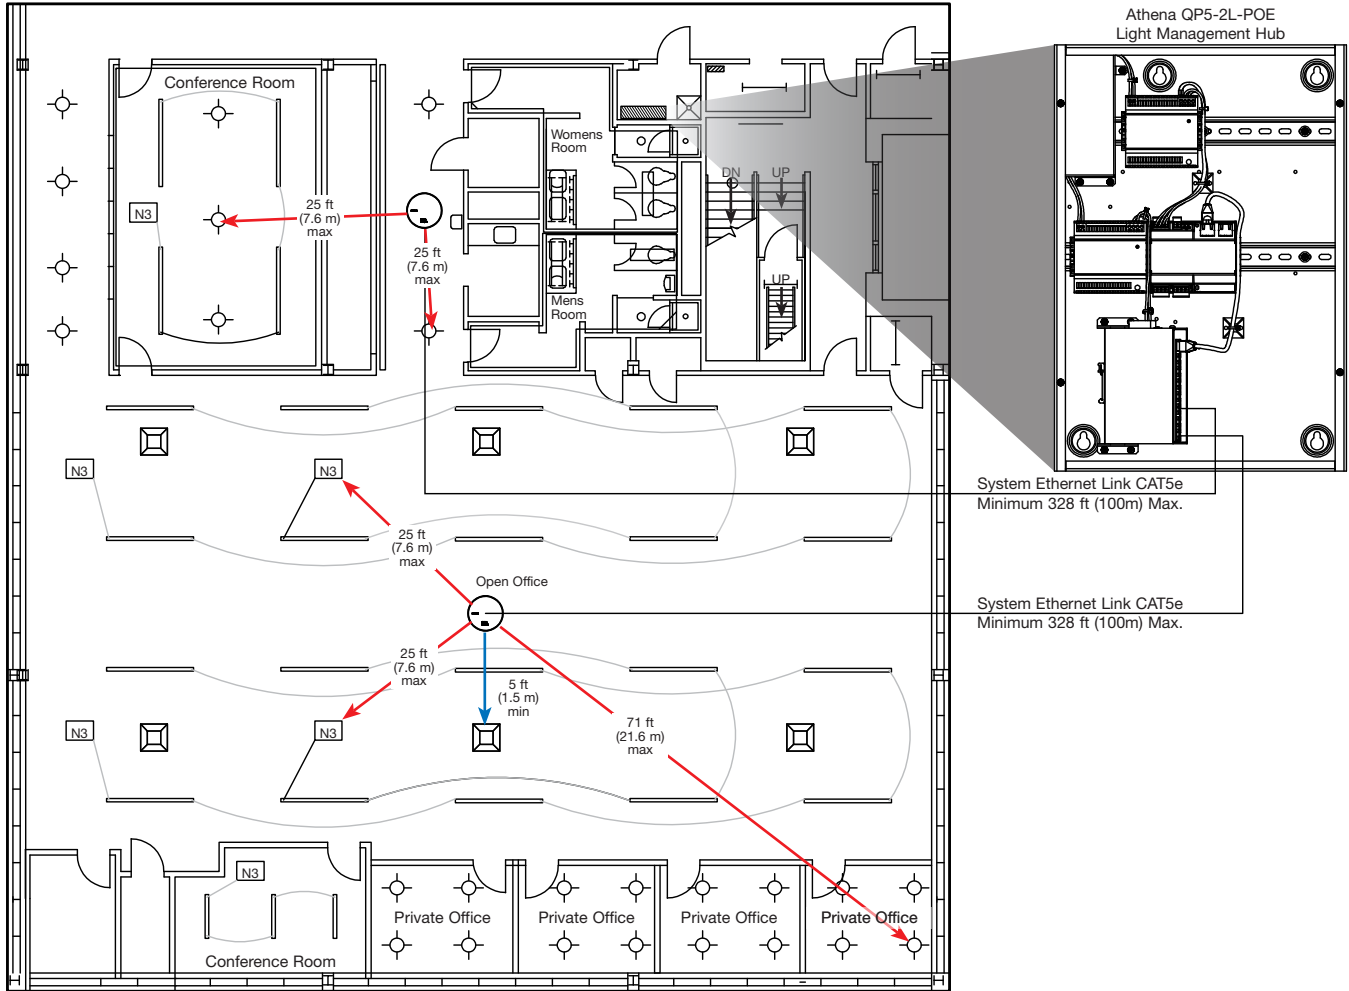 Athena QP5-2L-POE
Light Management Hub
Conference Room
Womens
Room
DN
UP
N3
25 ft
(7.6 m)
max
25 ft
(7.6 m)
max
UP
Mens
Room
N3
N3
System Ethernet Link CAT5e
Minimum 328 ft (100m) Max.
25 ft
(7.6 m)
max
Open Office
System Ethernet Link CAT5e
Minimum 328 ft (100m) Max.
25 ft
(7.6 m)
max
5 ft
(1.5 m)
min
71 ft
(21.6 m)
max
N3
N3
N3
Private Office
Private Office
Private Office
Private Office
Conference Room